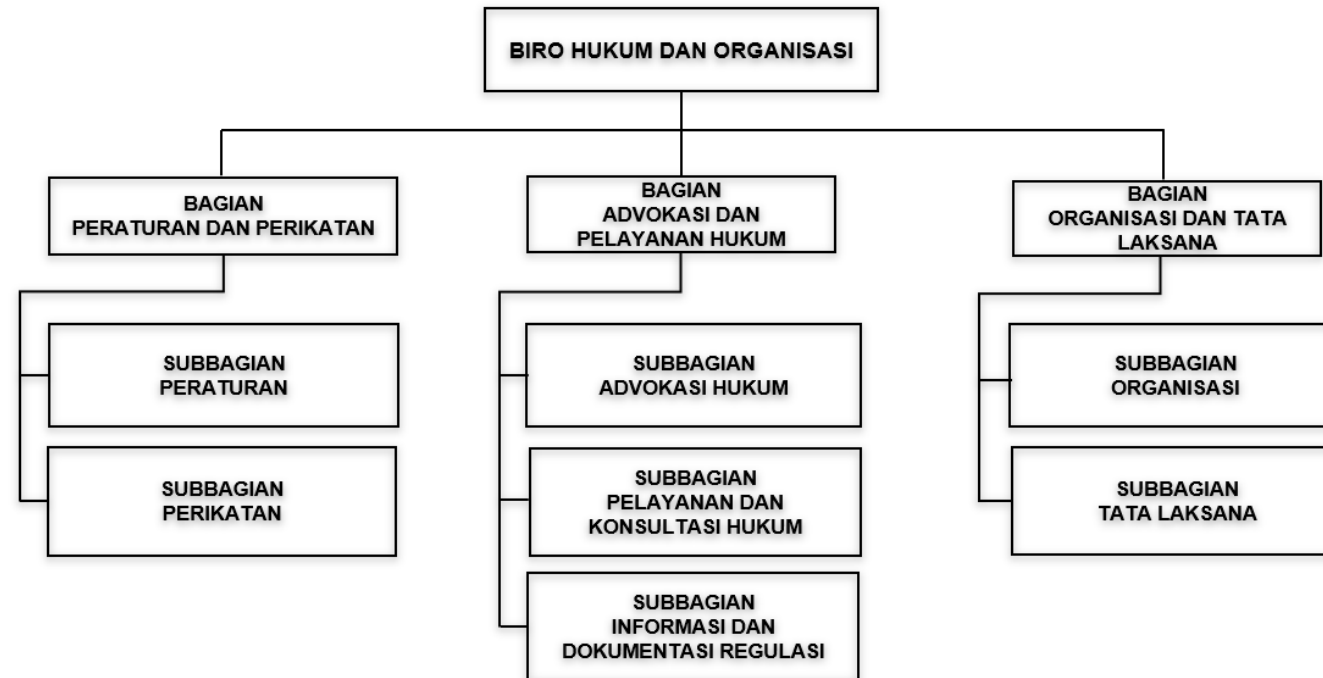 BIRO HUKUM DAN ORGANISASI
BAGIAN
PERATURAN DAN PERIKATAN
BAGIAN
ADVOKASI DAN
PELAYANAN HUKUM
BAGIAN
ORGANISASI DAN TATA
LAKSANA
SUBBAGIAN
PERATURAN
SUBBAGIAN
ADVOKASI HUKUM
SUBBAGIAN
ORGANISASI
SUBBAGIAN
PERIKATAN
SUBBAGIAN
PELAYANAN DAN
KONSULTASI HUKUM
SUBBAGIAN
TATA LAKSANA
SUBBAGIAN
INFORMASI DAN
DOKUMENTASI REGULASI